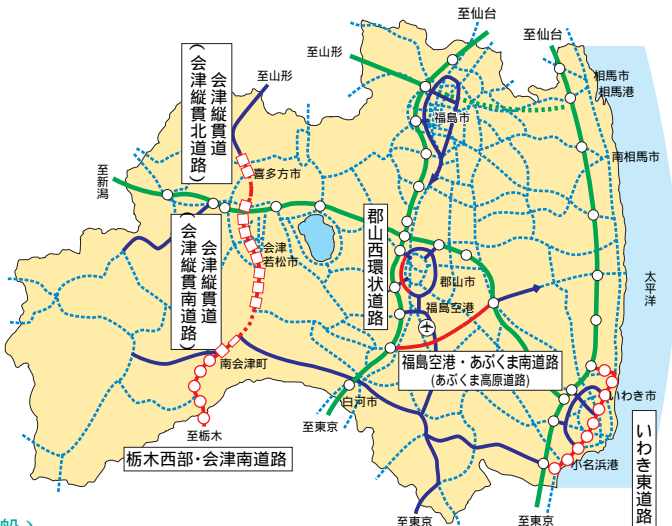 至仙台
至仙台
至山形
相馬市
相馬港
会津縦貫道
(会津縦貫北道路)
至山形
福島市
南相馬市
喜多方市
至新潟
郡山西環状道路
会津縦貫道
(会津縦貫南道路)
会津
若松市
郡山市
太平洋
福島空港
福島空港・あぶくま南道路
(あぶくま高原道路)
南会津町
白河市
いわき市
至東京
至栃木
栃木西部・会津南道路
いわき東道路
小名浜港
至東京
至東京